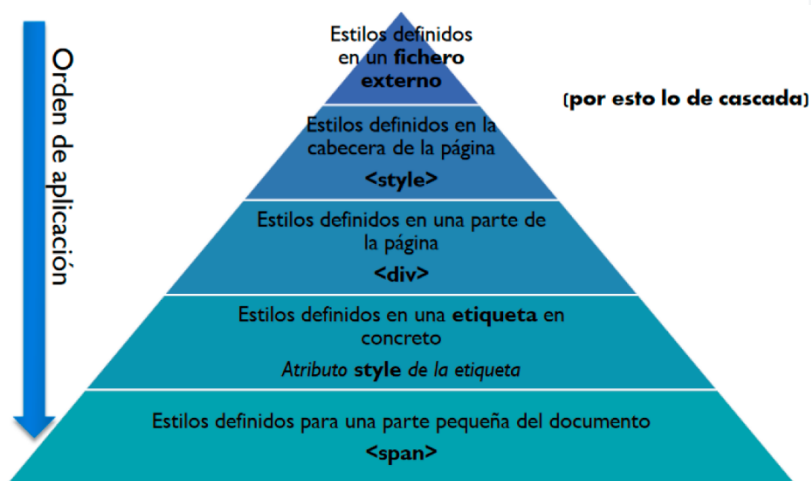 Orden de aplicación
Estilos definidos
en un fichero
externo
(por esto lo de cascada)
Estilos definidos en la
cabecera de la página
<style>
Estilos definidos en una parte de
la página
<div>
Estilos definidos en una etiqueta en
concreto
Atributo style de la etiqueta
Estilos definidos para una parte pequeña del documento
<span>